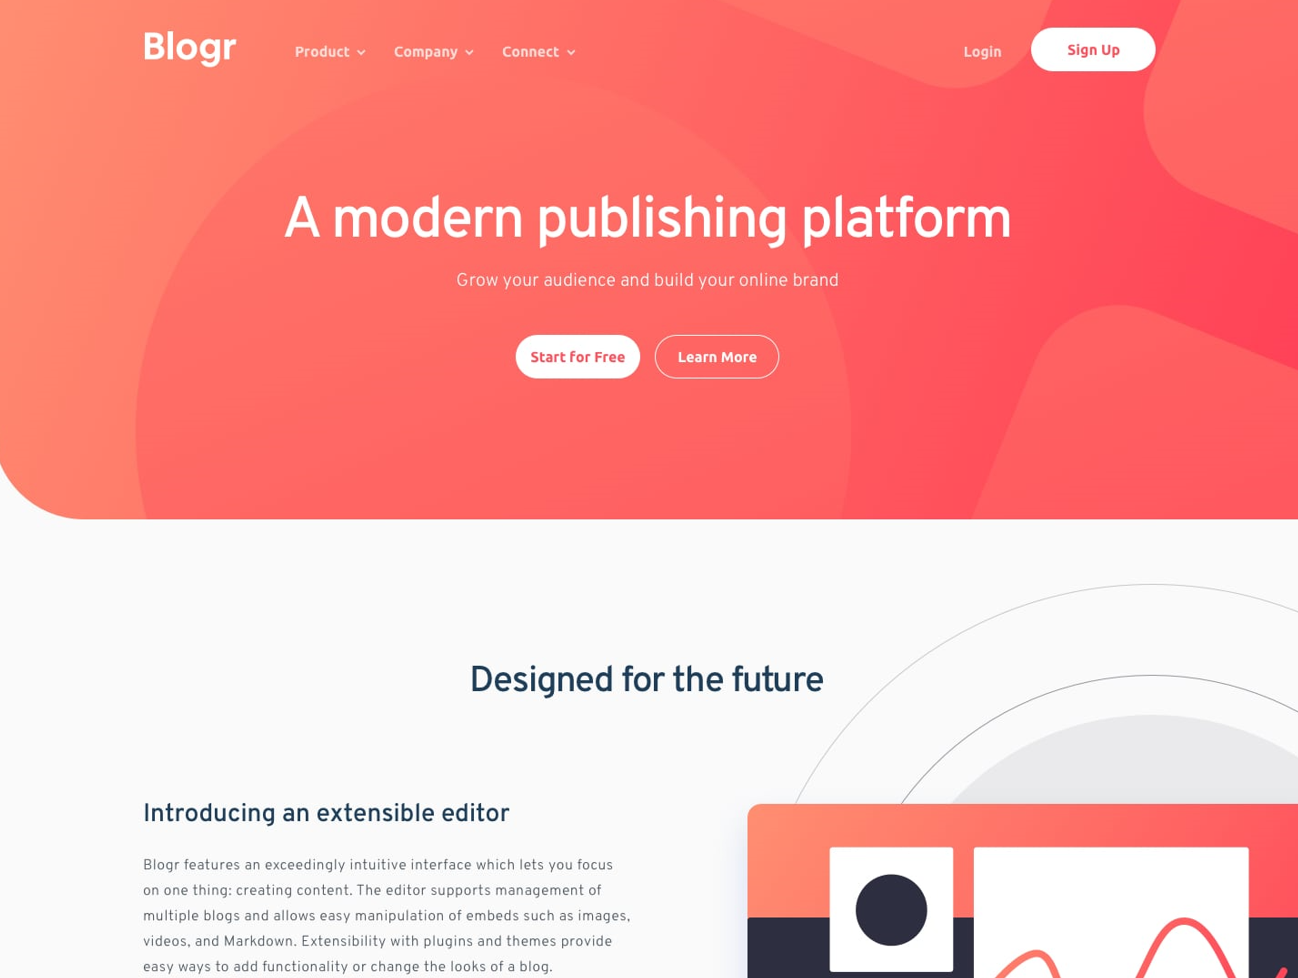 Blogr Product Company Connect Login Sign Up
A modern publishing platform
Grow your audience and build your online brand
Start for Free Learn More
Designed for the future
Introducing an extensible editor
Blogr features an exceedingly intuitive interface which lets you focus
on one thing: creating content. The editor supports management of
multiple blogs and allows easy manipulation of embeds such as images,
videos, and Markdown. Extensibility with plugins and themes provide
easy ways to add functionality or change the looks of a blog.